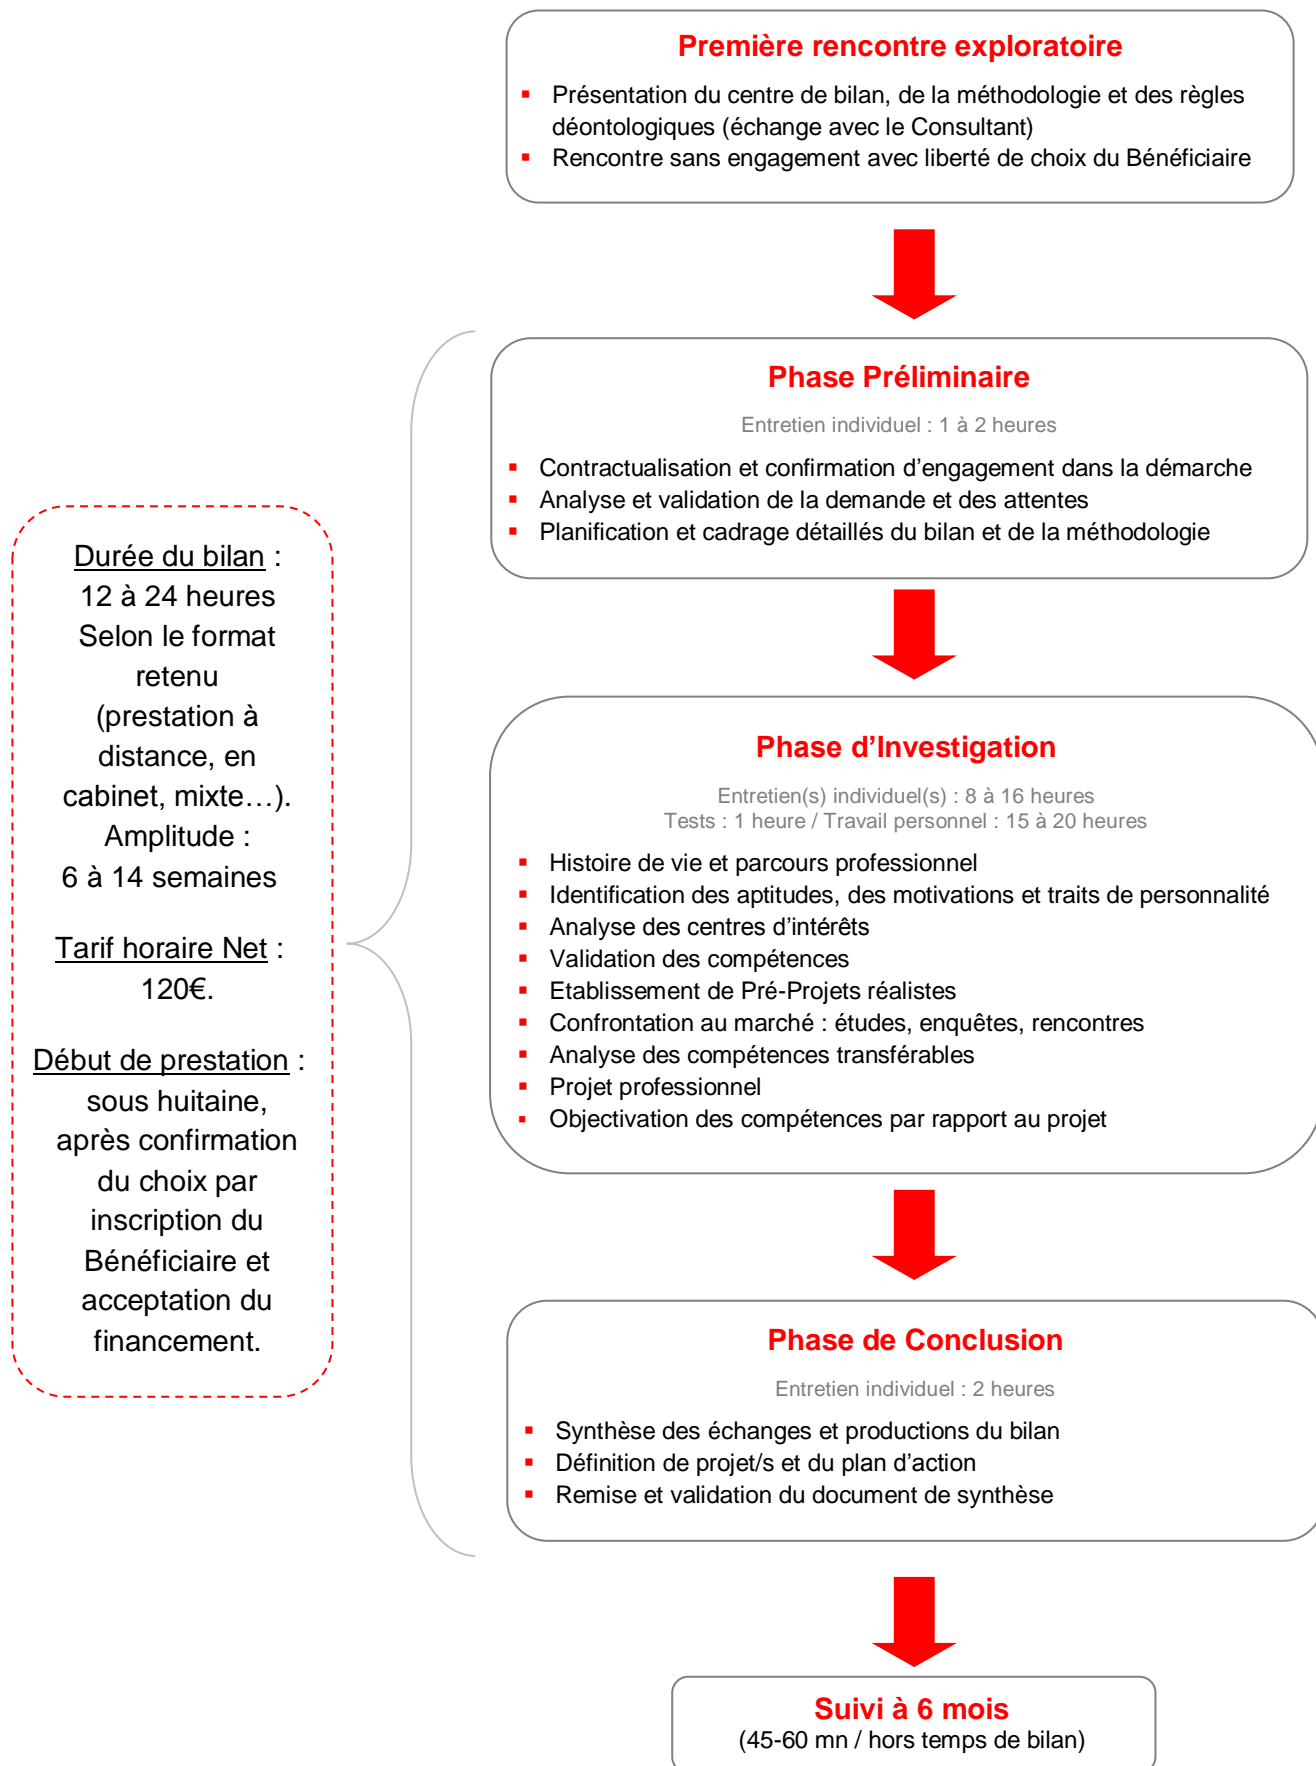 Première rencontre exploratoire
▪ Présentation du centre de bilan, de la méthodologie et des règles
déontologiques (échange avec le Consultant)
▪ Rencontre sans engagement avec liberté de choix du Bénéficiaire
Phase Préliminaire
Entretien individuel : 1 à 2 heures
▪ Contractualisation et confirmation d’engagement dans la démarche
▪ Analyse et validation de la demande et des attentes
▪ Planification et cadrage détaillés du bilan et de la méthodologie
Durée du bilan :
12 à 24 heures
Selon le format
retenu
(prestation à
distance, en
cabinet, mixte…).
Amplitude :
6 à 14 semaines
Tarif horaire Net :
120€.
Début de prestation :
sous huitaine,
après confirmation
du choix par
inscription du
Bénéficiaire et
acceptation du
financement.
Phase d’Investigation
Entretien(s) individuel(s) : 8 à 16 heures
Tests : 1 heure / Travail personnel : 15 à 20 heures
▪ Histoire de vie et parcours professionnel
▪ Identification des aptitudes, des motivations et traits de personnalité
▪ Analyse des centres d’intérêts
▪ Validation des compétences
▪ Etablissement de Pré-Projets réalistes
▪ Confrontation au marché : études, enquêtes, rencontres
▪ Analyse des compétences transférables
▪ Projet professionnel
▪ Objectivation des compétences par rapport au projet
Phase de Conclusion
Entretien individuel : 2 heures
▪ Synthèse des échanges et productions du bilan
▪ Définition de projet/s et du plan d’action
▪ Remise et validation du document de synthèse
Suivi à 6 mois
(45-60 mn / hors temps de bilan)